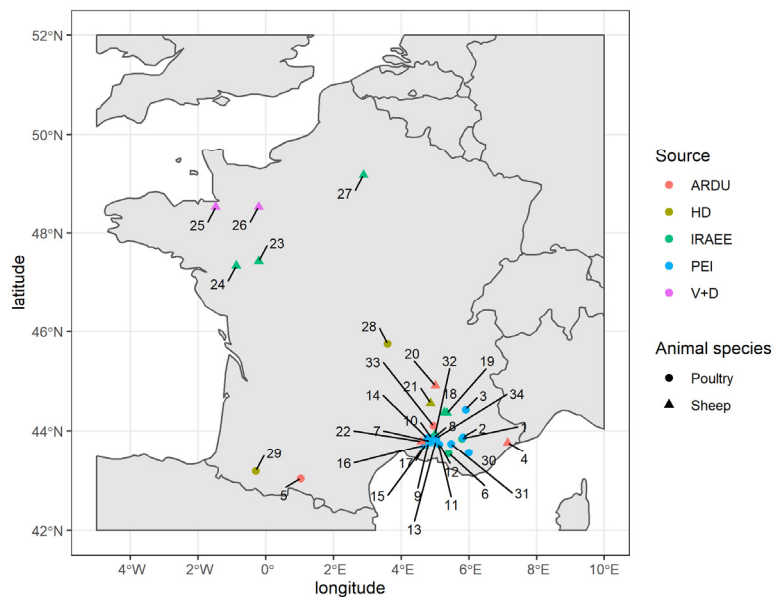 52°N
50°N
48°N
46°N
44°N
42°N
latitude
4°W
2°W
0°
2°E
4°E
6°E
8°E
10°E
longitude
27
25
26
23
24
28
20
32
19
33
21
18
3
34
14
10
8
2
1
22
7
4
16
17
12
30
29
5
15
9
11
6
31
13
Source
ARDU
HD
IRAEE
PEI
V+D
Animal species
Poultry
Sheep